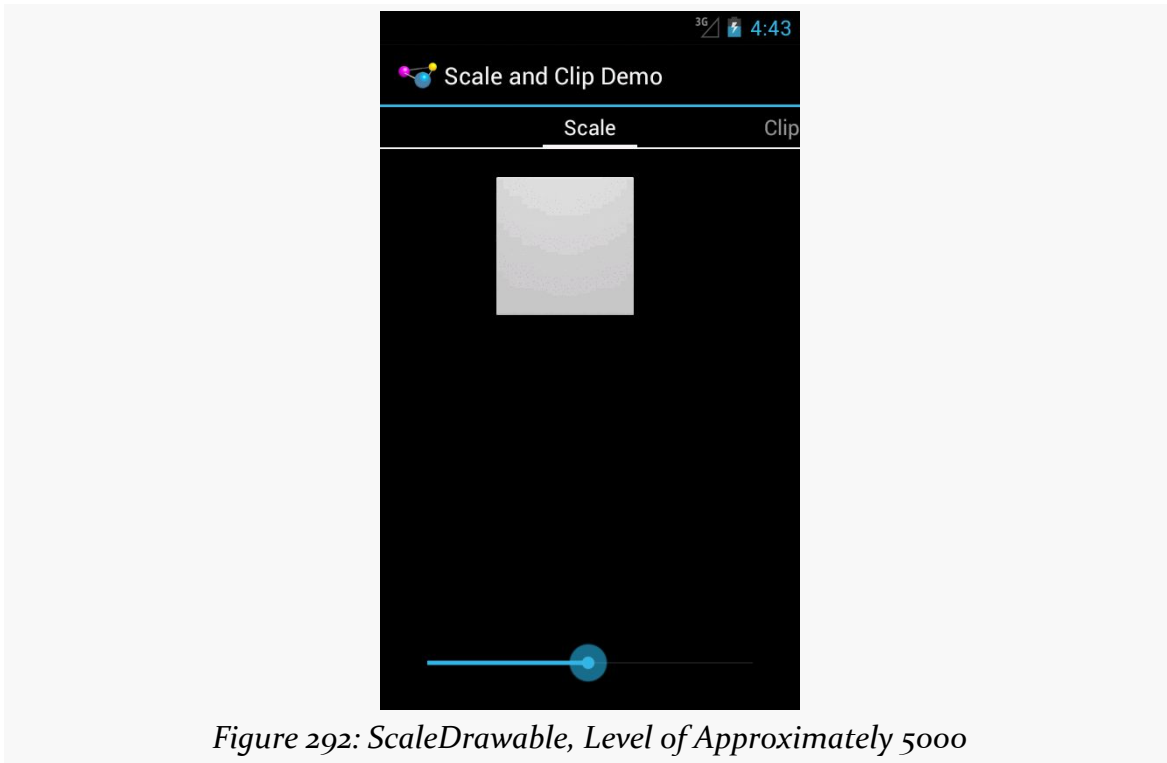 3G 4:43
Scale and Clip Demo
Scale Clip
Figure 292: ScaleDrawable, Level of Approximately 5000